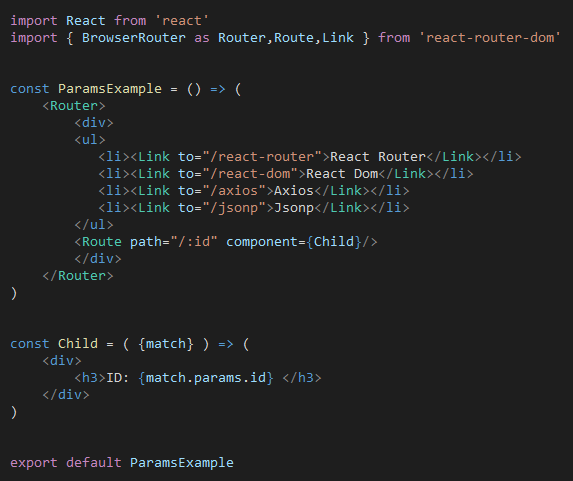 import React from 'react'
import { BrowserRouter as Router,Route,Link } from 'react-router-dom'
const ParamsExample = () => (
<Router>
<div>
<ul>
<li><Link to="/react-router">React Router</Link></li>
<li><Link to="/react-dom">React Dom</Link></li>
<li><Link to="/axios">Axios</Link></li>
<li><Link to="/jsonp">Jsonp</Link></li>
</ul>
<Route path="/:id" component={Child}/>
</div>
</Router>
)
const Child = ( {match} ) => (
<div>
<h3>ID: {match.params.id} </h3>
</div>
)
export default ParamsExample